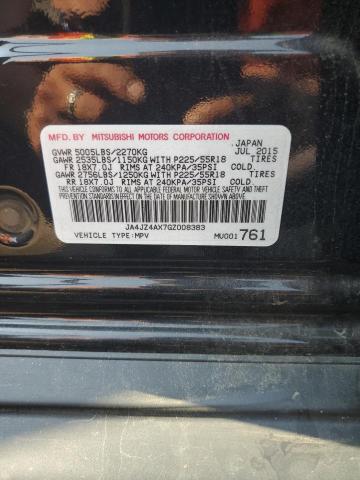 MFD. BY MITSUBISHI MOTORS CORPORATION JAPAN
GVWR 5005LBS/2270KG JUL 2015
GAWR 2535LBS/1150KG WITH P225/55R18 TIRES
FR 18X7.0J RIMS AT 240KPA/35PSI COLD
GAWR 2756LBS/1250KG WITH P225/55R18 TIRES
RR 18X7.0J RIMS AT 240KPA/35PSI COLD
THIS VEHICLE CONFORMS TO ALL APPLICABLE FEDERAL MOTOR VEHICLE SAFETY
AND THEFT PREVENTION STANDARDS IN EFFECT ON THE DATE OF MANUFACTURE
SHOWN ABOVE.
JA4JZ4AX7GZ008383
VEHICLE TYPE:MPV MU001761